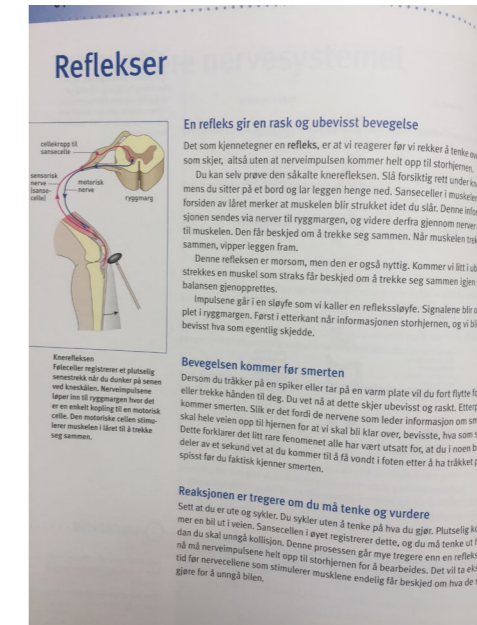 Reflekser
cellekropp til
sansecelle
sensorisk
nerve
(sanse-
celle)
motorisk
nerve
ryggmarg
Knerefleksen
Føleceller registrerer et plutselig
senestrekk når du dunker på senen
ved kneskålen. Nerveimpulsene
løper inn til ryggmargen hvor det
er en enkelt kopling til en motorisk
celle. Den motoriske cellen stimu-
lerer muskelen i låret til å trekke
seg sammen.
En refleks gir en rask og ubevisst bevegelse
Det som kjennetegner en refleks, er at vi reagerer før vi rekker å tenke
som skjer, altså uten at nerveimpulsen kommer helt opp til storhjernen.
Du kan selv prøve den såkalte knerefleksen. Slå forsiktig rett under
mens du sitter på et bord og lar leggen henge ned. Sanseceller i muskelen
forsiden av låret merker at muskelen blir strukket idet du slår. Denne
sjonen sendes via nerver til ryggmargen, og videre derfra gjennom nerver
til muskelen. Den får beskjed om å trekke seg sammen. Når muskelen
sammen, vipper leggen fram.
Denne refleksen er morsom, men den er også nyttig. Kommer vi litt i
strekkes en muskel som straks får beskjed om å trekke seg sammen igjen
balansen gjenopprettes.
Impulsene går i en sløyfe som vi kaller en reflekssløyfe. Signalene blir
plet i ryggmargen. Først i etterkant når informasjonen storhjernen, og vi
bevisst hva som egentlig skjedde.
Bevegelsen kommer før smerten
Dersom du tråkker på en spiker eller tar på en varm plate vil du fort flytte
eller trekke hånden til deg. Du vet nå at dette skjer ubevisst og raskt.
kommer smerten. Slik er det fordi de nervene som leder informasjon om
skal hele veien opp til hjernen for at vi skal bli klar over, bevisste, hva som
Dette forklarer det litt rare fenomenet alle har vært utsatt for, at du i noen
deler av et sekund vet at du kommer til å få vondt i foten etter å ha tråkket
spisst før du faktisk kjenner smerten.
Reaksjonen er tregere om du må tenke og vurdere
Sett at du er ute og sykler. Du sykler uten å tenke på hva du gjør. Plutselig
mer en bil ut i veien. Sansecellen i øyet registrerer dette, og du må tenke ut
dan du skal unngå kollisjon. Denne prosessen går mye tregere enn en
nå må nerveimpulsene helt opp til storhjernen for å bearbeides. Det vil ta
tid før nervecellene som stimulerer musklene endelig får beskjed om hva de
gjøre for å unngå bilen.